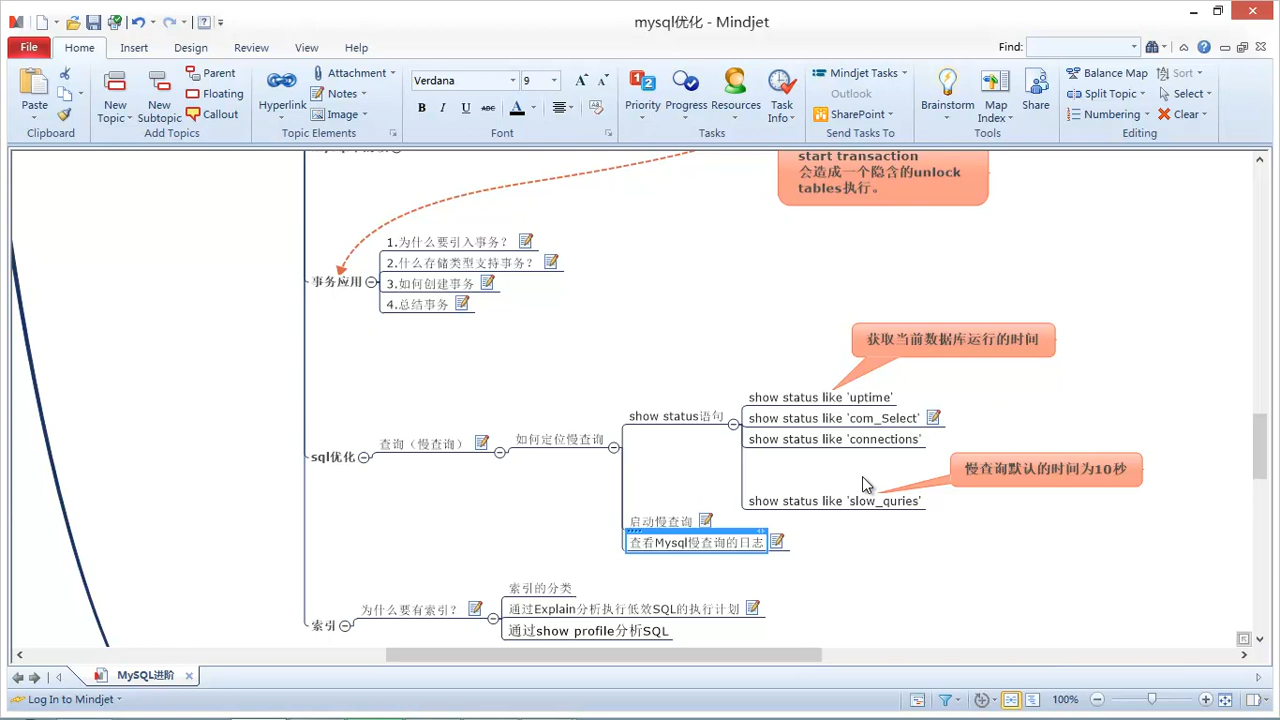 mysql优化 - Mindjet
File
Home
Insert
Design
Review
View
Help
Find:
Paste
Clipboard
New Topic
New Subtopic
Parent
Floating
Callout
Add Topics
Hyperlink
Attachment
Notes
Image
Topic Elements
Verdana
9
B I U abc A
Font
Priority
Progress
Resources
Task Info
Tasks
Mindjet Tasks
Outlook
SharePoint
Send Tasks To
Brainstorm
Map Index
Share
Tools
Balance Map
Split Topic
Numbering
Sort
Select
Clear
Editing
start transaction
会造成一个隐含的unlock
tables执行。
事务应用
1.为什么要引入事务？
2.什么存储类型支持事务？
3.如何创建事务
4.总结事务
获取当前数据库运行的时间
sql优化
查询（慢查询）
如何定位慢查询
show status语句
show status like 'uptime'
show status like 'com_Select'
show status like 'connections'
慢查询默认的时间为10秒
show status like 'slow_quries'
启动慢查询
查看Mysql慢查询的日志
索引
为什么要有索引？
索引的分类
通过Explain分析执行低效SQL的执行计划
通过show profile分析SQL
MySQL进阶
Log In to Mindjet
100%